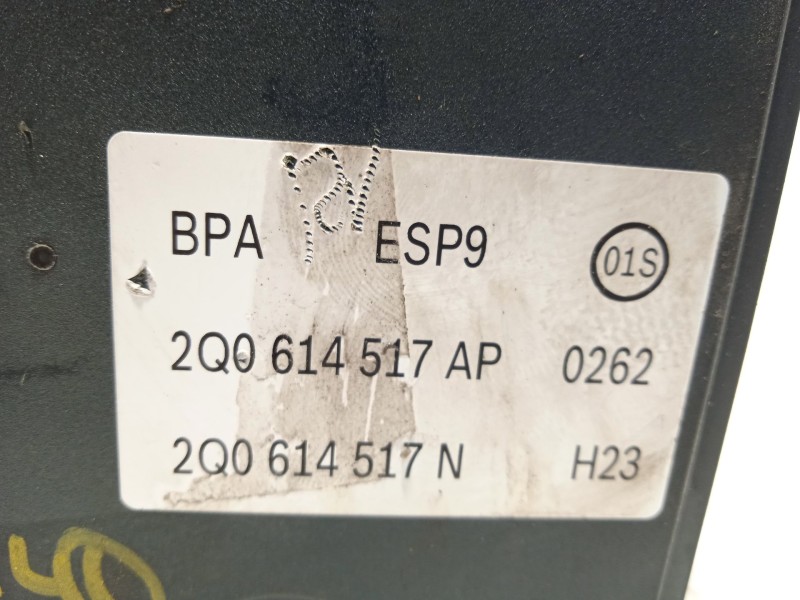 BPA ESP9 01S
2Q0 614 517 AP 0262
2Q0 614 517 N H23